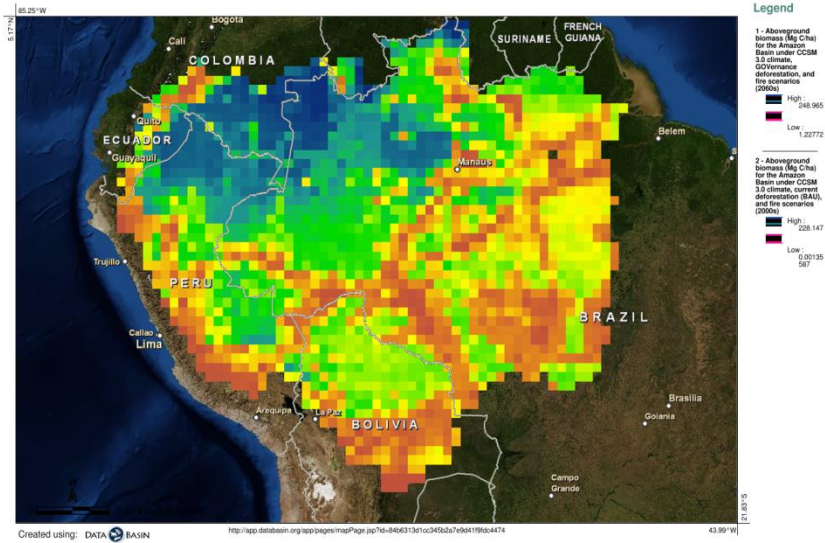 85.25°W
5.17°N
Bogota
Cali
COLOMBIA
SURINAME
FRENCH
GUIANA
Quito
ECUADOR
Guayaquil
Belem
Manaus
Trujillo
PERU
BRAZIL
Callao
Lima
Arequipa
La Paz
BOLIVIA
Brasilia
Goiania
Campo
Grande
S
N
21.83°S
43.99°W
Created using: DATA BASIN
http://app.databasin.org/app/pages/mapPage.jsp?id=84b6313d1cc345b2a7e9d41f9fdc4474
Legend
1 - Aboveground
biomass (Mg C/ha)
for the Amazon
Basin under CCSM
3.0 climate,
GOVernance
deforestation, and
fire scenarios
(2060s)
High :
248.965
Low :
1.22772
2 - Aboveground
biomass (Mg C/ha)
for the Amazon
Basin under CCSM
3.0 climate, current
deforestation (BAU),
and fire scenarios
(2000s)
High :
228.147
Low :
0.00135
587